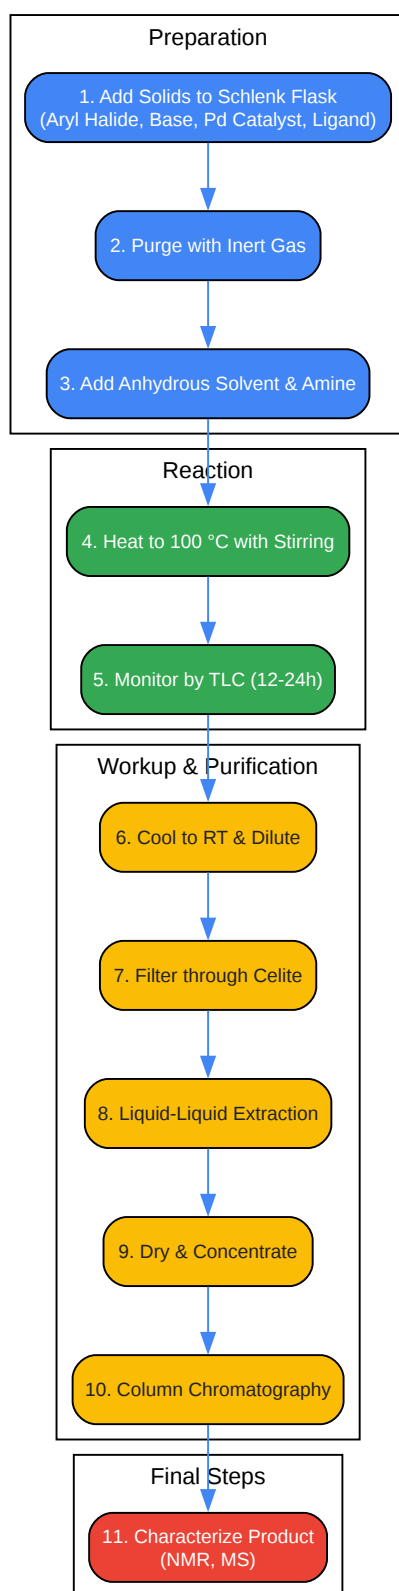 Preparation
1. Add Solids to Schlenk Flask
(Aryl Halide, Base, Pd Catalyst, Ligand)
2. Purge with Inert Gas
3. Add Anhydrous Solvent & Amine
Reaction
4. Heat to 100 °C with Stirring
5. Monitor by TLC (12-24h)
Workup & Purification
6. Cool to RT & Dilute
7. Filter through Celite
8. Liquid-Liquid Extraction
9. Dry & Concentrate
10. Column Chromatography
Final Steps
11. Characterize Product
(NMR, MS)